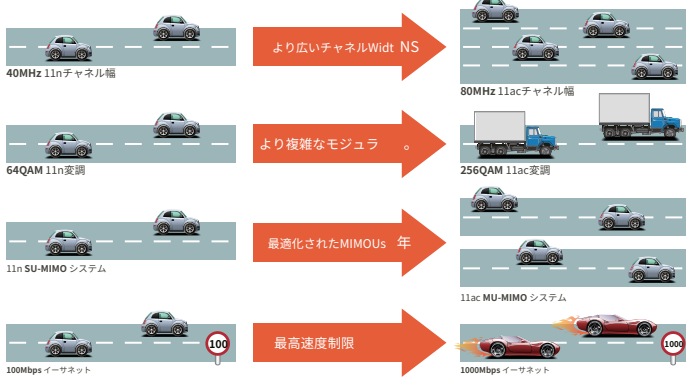 より広いチャネルWidt NS
40MHz 11nチャネル幅
80MHz 11acチャネル幅
より複雑なモジュラ 。
64QAM 11n変調
256QAM 11ac変調
最適化されたMIMOUs 年
11n SU-MIMO システム
11ac MU-MIMO システム
最高速度制限
100
1000
100Mbps イーサネット
1000Mbps イーサネット